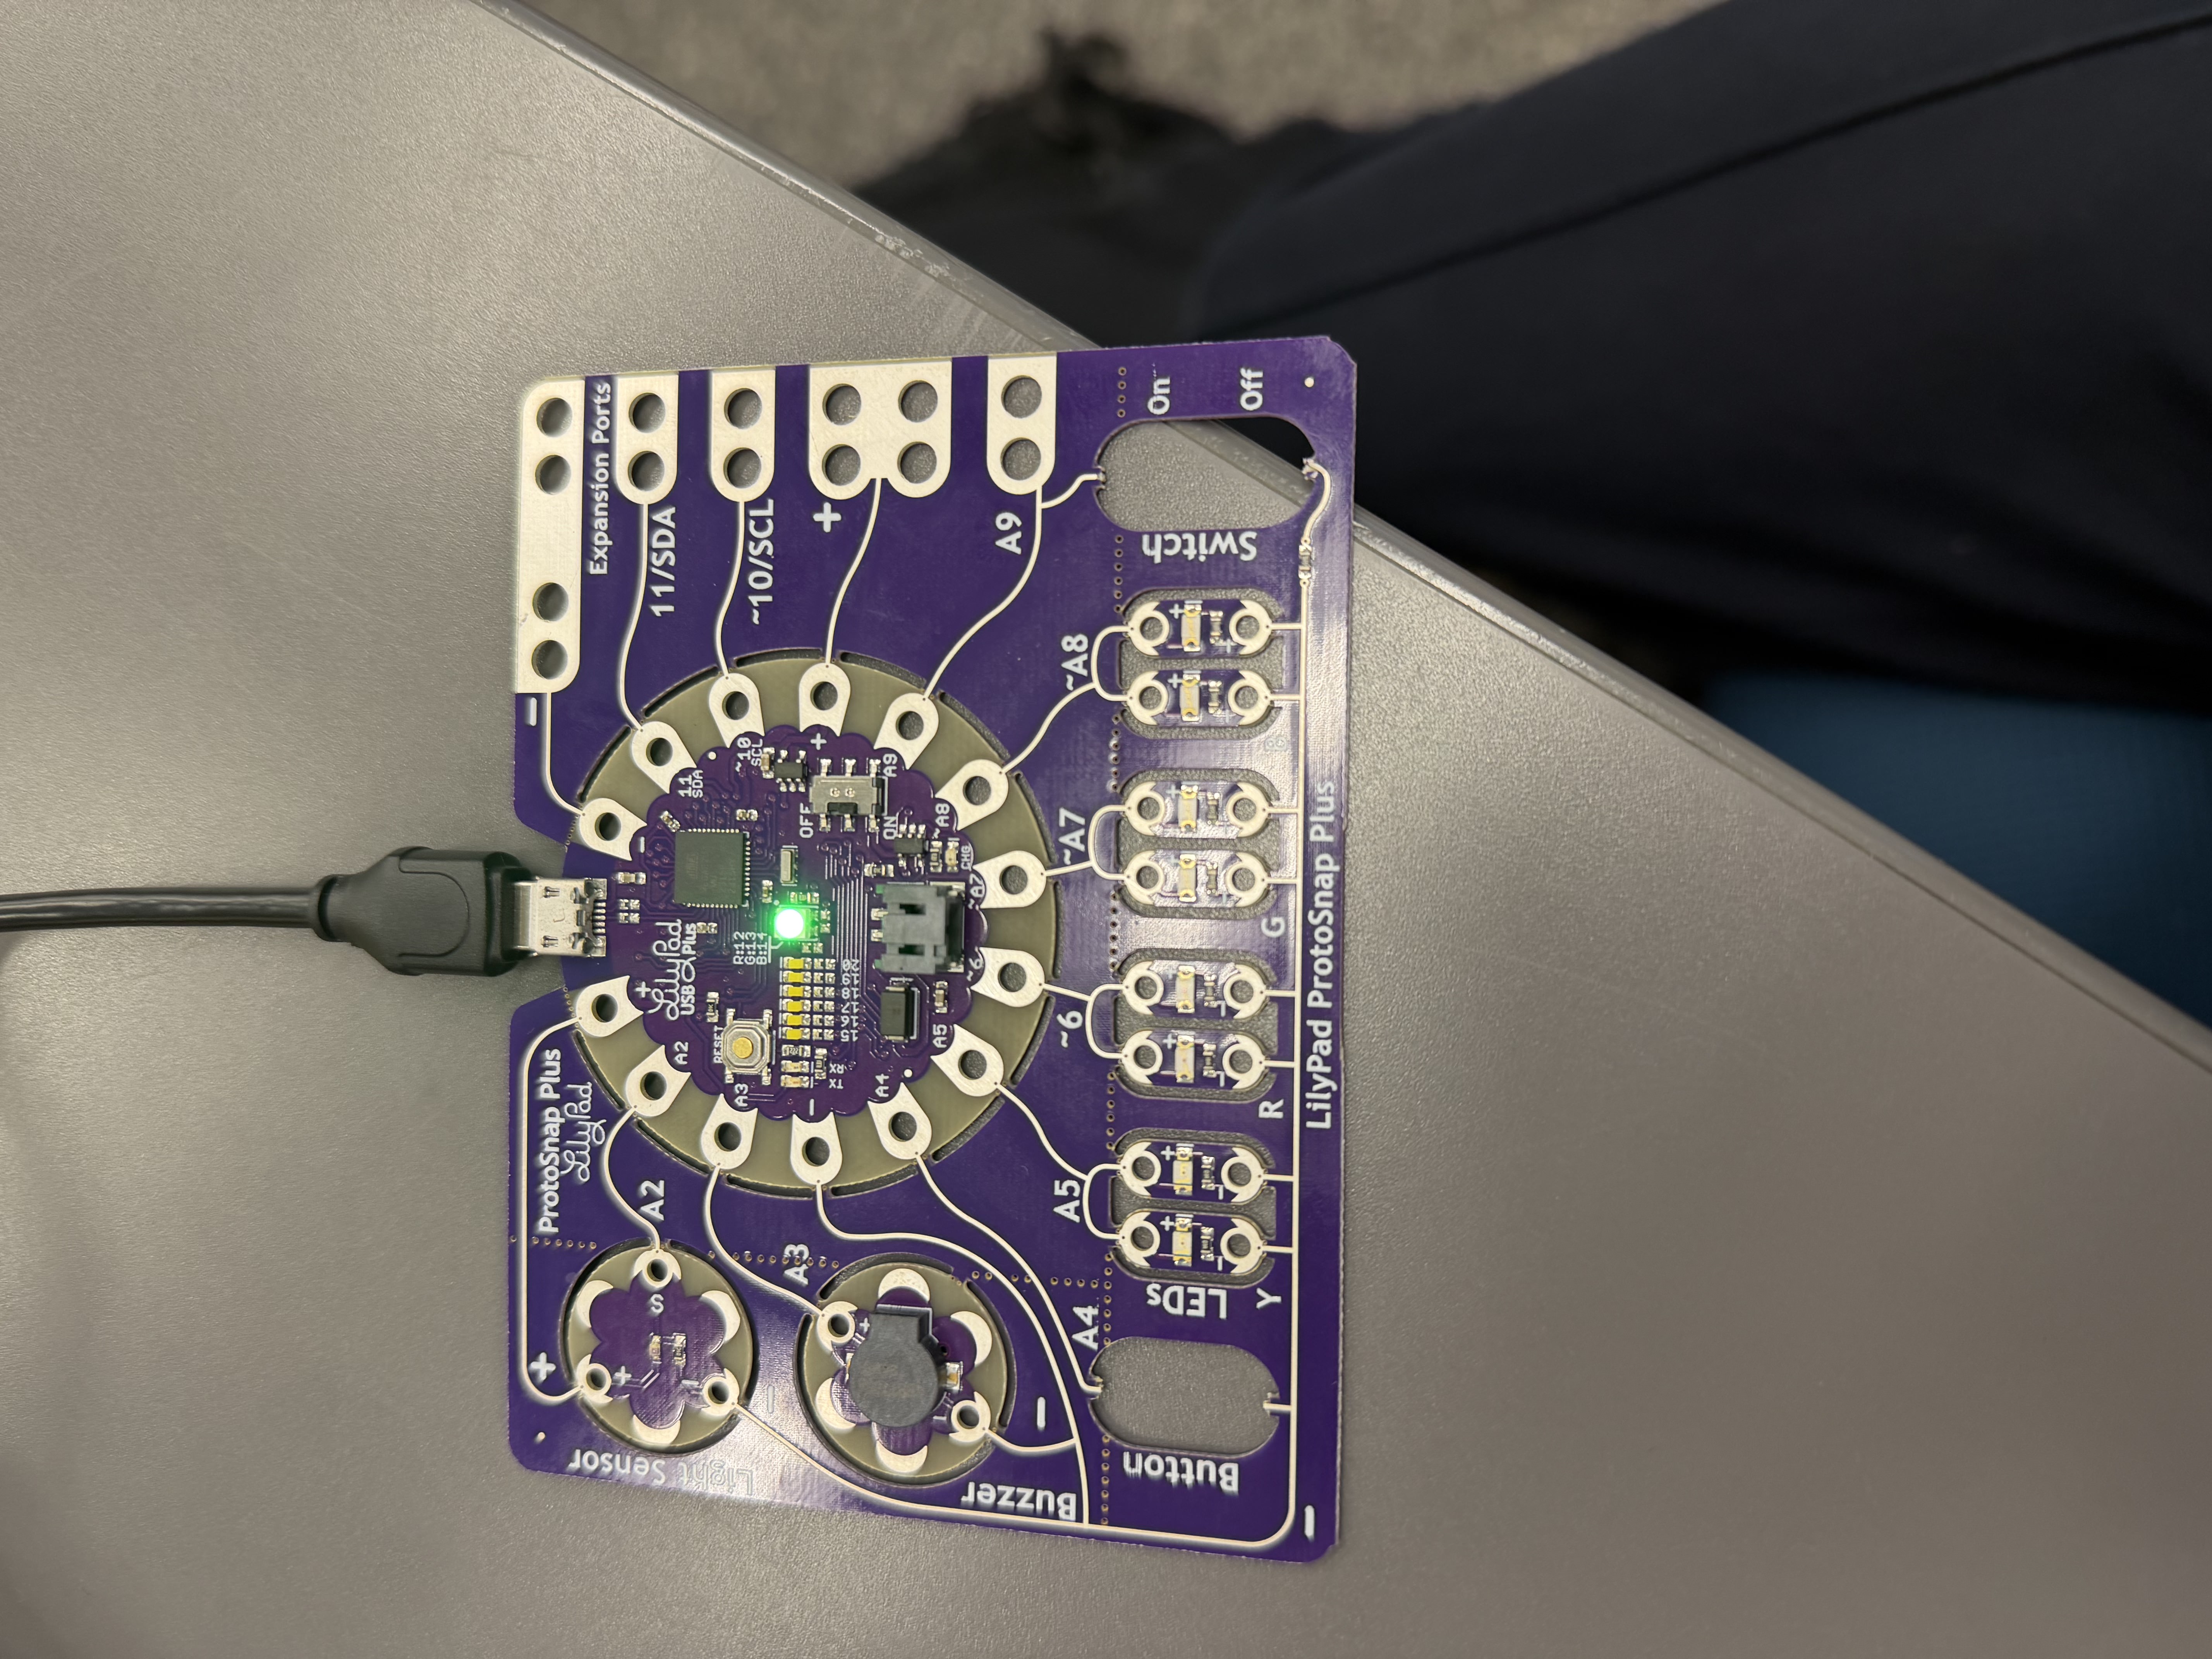 +
ProtoSnap Plus
LilyPad
Light Sensor
+
S
-
A2
-
Expansion Ports
11/SDA
~10/SCL
+
A9
+
-
LilyPad
USB Plus
A2
11
SDA
RESET
A3
R:12
G:13
B:14
~10
SCL
OFF
+
-
TX
RX
15
16
17
18
19
20
ON
A9
A4
A5
~6
~A7
~A8
CHG
-
A3
+
Buzzer
-
A4
A5
~6
~A7
~A8
Button
LEDs
Y
R
G
Switch
On
Off
-
LilyPad ProtoSnap Plus